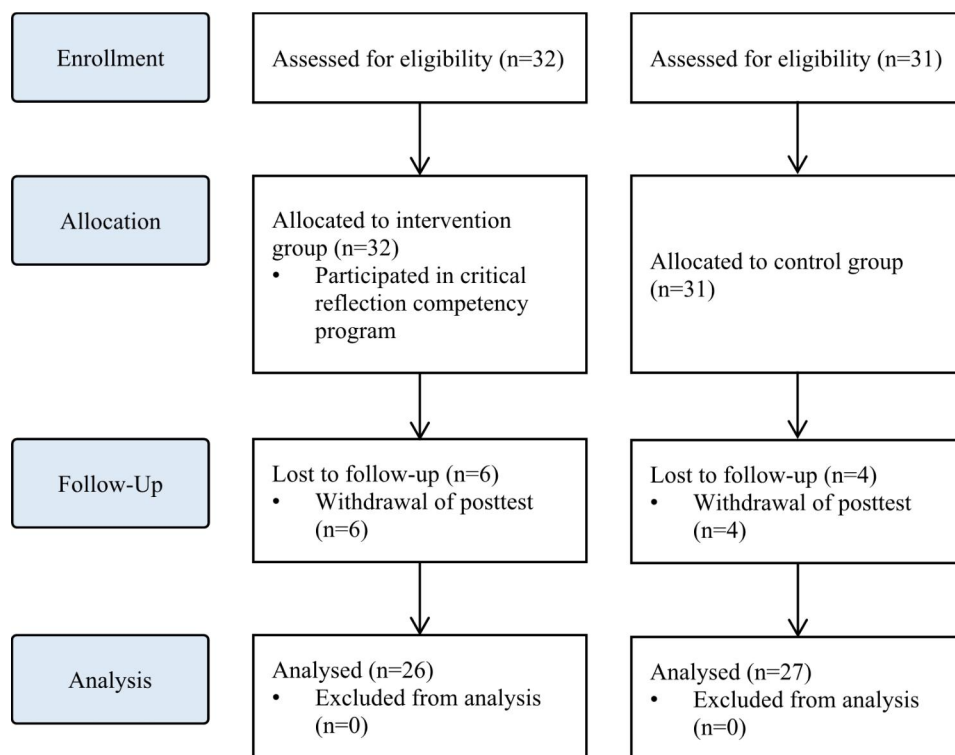 Enrollment
Assessed for eligibility (n=32)
Assessed for eligibility (n=31)
Allocation
Allocated to intervention
group (n=32)
• Participated in critical
reflection competency
program
Allocated to control group
(n=31)
Follow-Up
Lost to follow-up (n=6)
• Withdrawal of posttest
(n=6)
Lost to follow-up (n=4)
• Withdrawal of posttest
(n=4)
Analysis
Analysed (n=26)
• Excluded from analysis
(n=0)
Analysed (n=27)
• Excluded from analysis
(n=0)